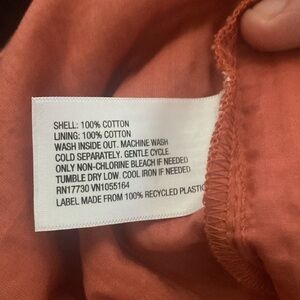 SHELL: 100% COTTON
LINING: 100% COTTON
WASH INSIDE OUT. MACHINE WASH
COLD SEPARATELY. GENTLE CYCLE.
ONLY NON-CHLORINE BLEACH IF NEEDED
TUMBLE DRY LOW. COOL IRON IF NEEDED
RN17730 VN1055164
LABEL MADE FROM 100% RECYCLED PLASTIC